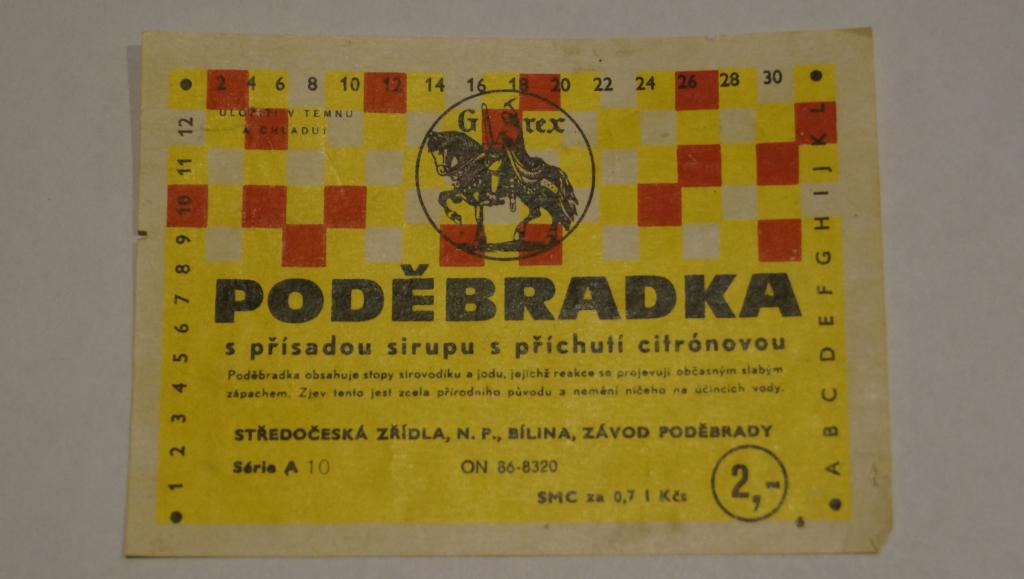 2 4 6 8 10 12 14 16 18 20 22 24 26 28 30
ULOŽITI V TEMNU
A CHLADU!
G rex
12 11 10 9 8 7 6 5 4 3 2 1
L K J I H G F E D C B A
PODĚBRADKA
s přísadou sirupu s příchutí citrónovou
Poděbradka obsahuje stopy sirovodíku a jodu, jejichž reakce se projevují občasným slabým
zápachem. Zjev tento jest zcela přírodního původu a nemění ničeho na účincích vody.
STŘEDOČESKÁ ZŘÍDLA, N. P., BÍLINA, ZÁVOD PODĚBRADY
Série A 10 ON 86-8320
SMC za 0,7 l Kčs 2,-